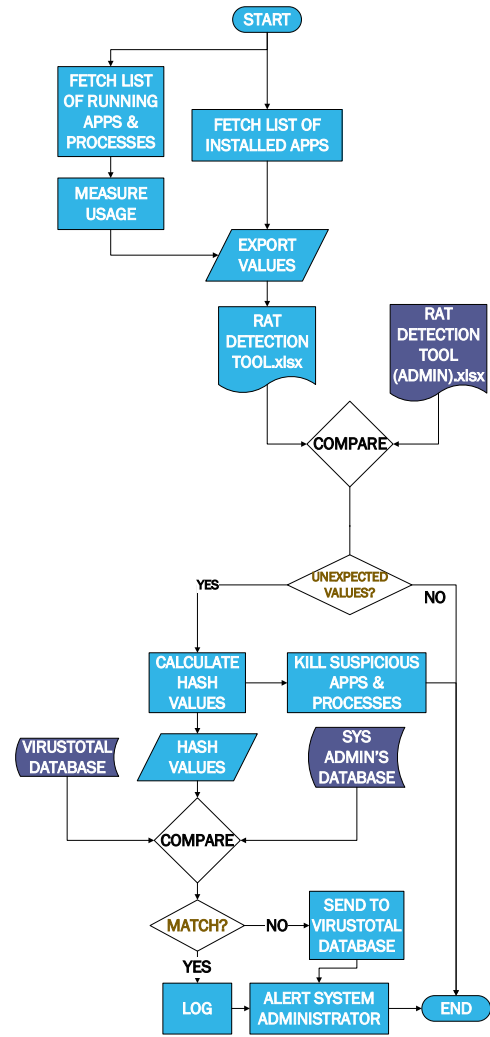 START
FETCH LIST
OF RUNNING
APPS &
PROCESSES
FETCH LIST OF
INSTALLED APPS
MEASURE
USAGE
EXPORT
VALUES
RAT
DETECTION
TOOL.xlsx
RAT
DETECTION
TOOL
(ADMIN).xlsx
COMPARE
UNEXPECTED
VALUES?
YES
NO
CALCULATE
HASH
VALUES
KILL SUSPICIOUS
APPS &
PROCESSES
VIRUSTOTAL
DATABASE
HASH
VALUES
SYS
ADMIN'S
DATABASE
COMPARE
MATCH?
NO
SEND TO
VIRUSTOTAL
DATABASE
YES
LOG
ALERT SYSTEM
ADMINISTRATOR
END